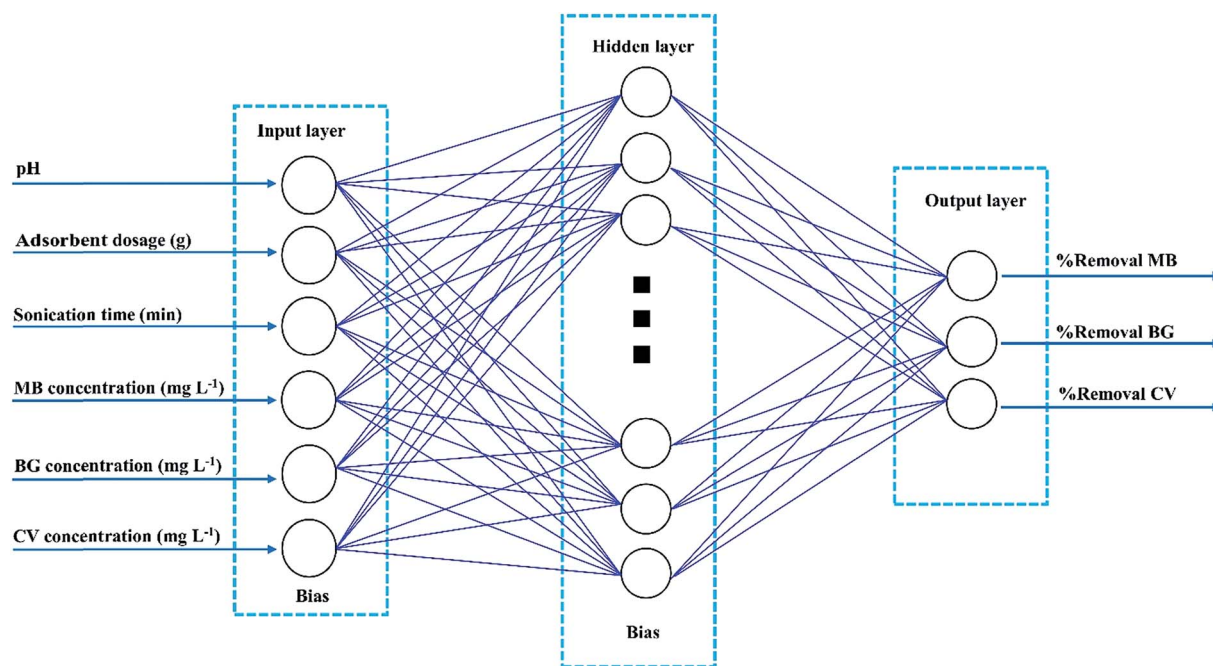 Input layer
pH
Adsorbent dosage (g)
Sonication time (min)
MB concentration (mg L⁻¹)
BG concentration (mg L⁻¹)
CV concentration (mg L⁻¹)
Bias
Hidden layer
Bias
Output layer
%Removal MB
%Removal BG
%Removal CV